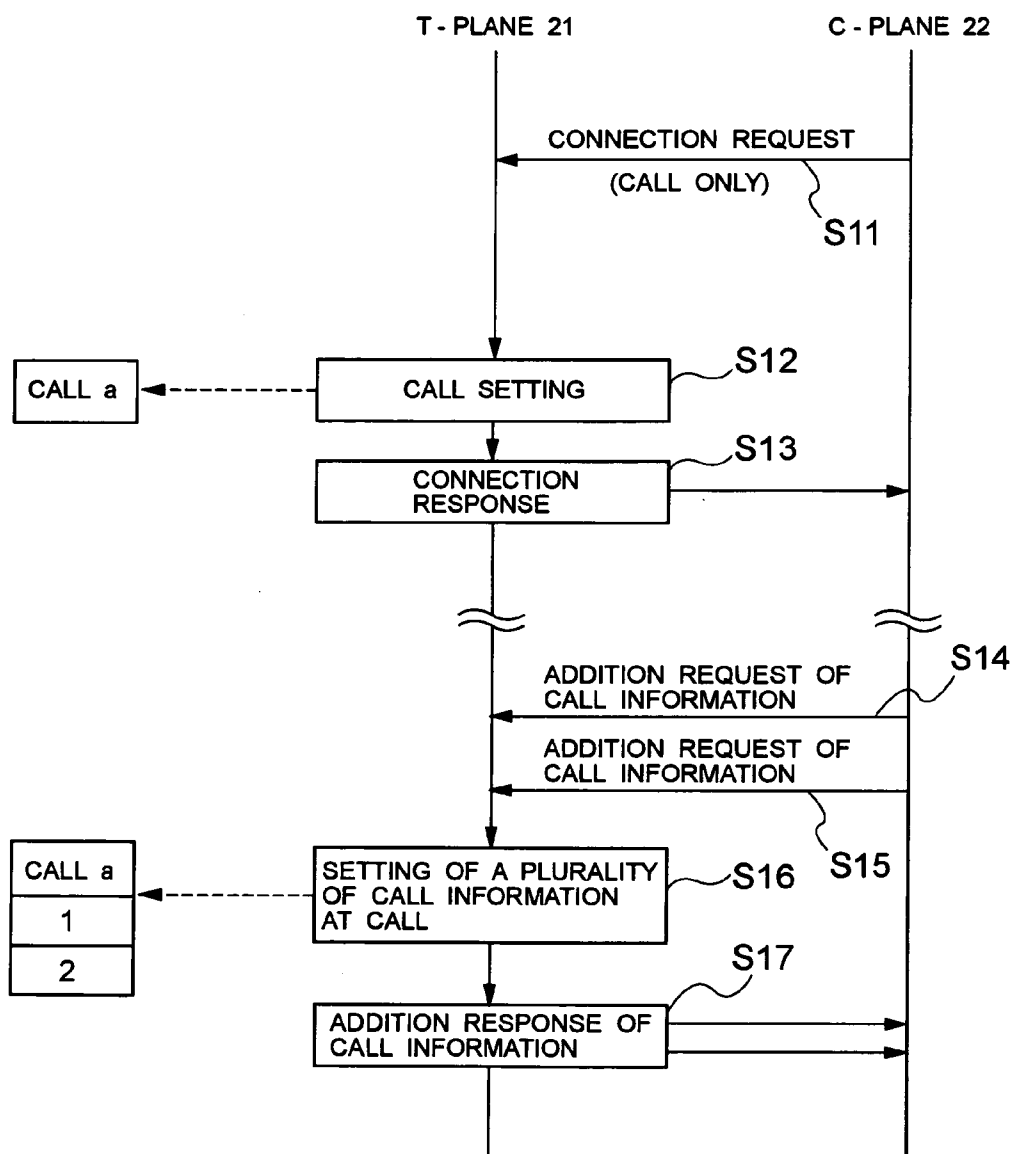 T - PLANE 21
C - PLANE 22
CONNECTION REQUEST
(CALL ONLY)
S11
S12
CALL a
CALL SETTING
S13
CONNECTION
RESPONSE
S14
ADDITION REQUEST OF
CALL INFORMATION
ADDITION REQUEST OF
CALL INFORMATION
S15
CALL a
1
2
SETTING OF A PLURALITY
OF CALL INFORMATION
AT CALL
S16
S17
ADDITION RESPONSE OF
CALL INFORMATION